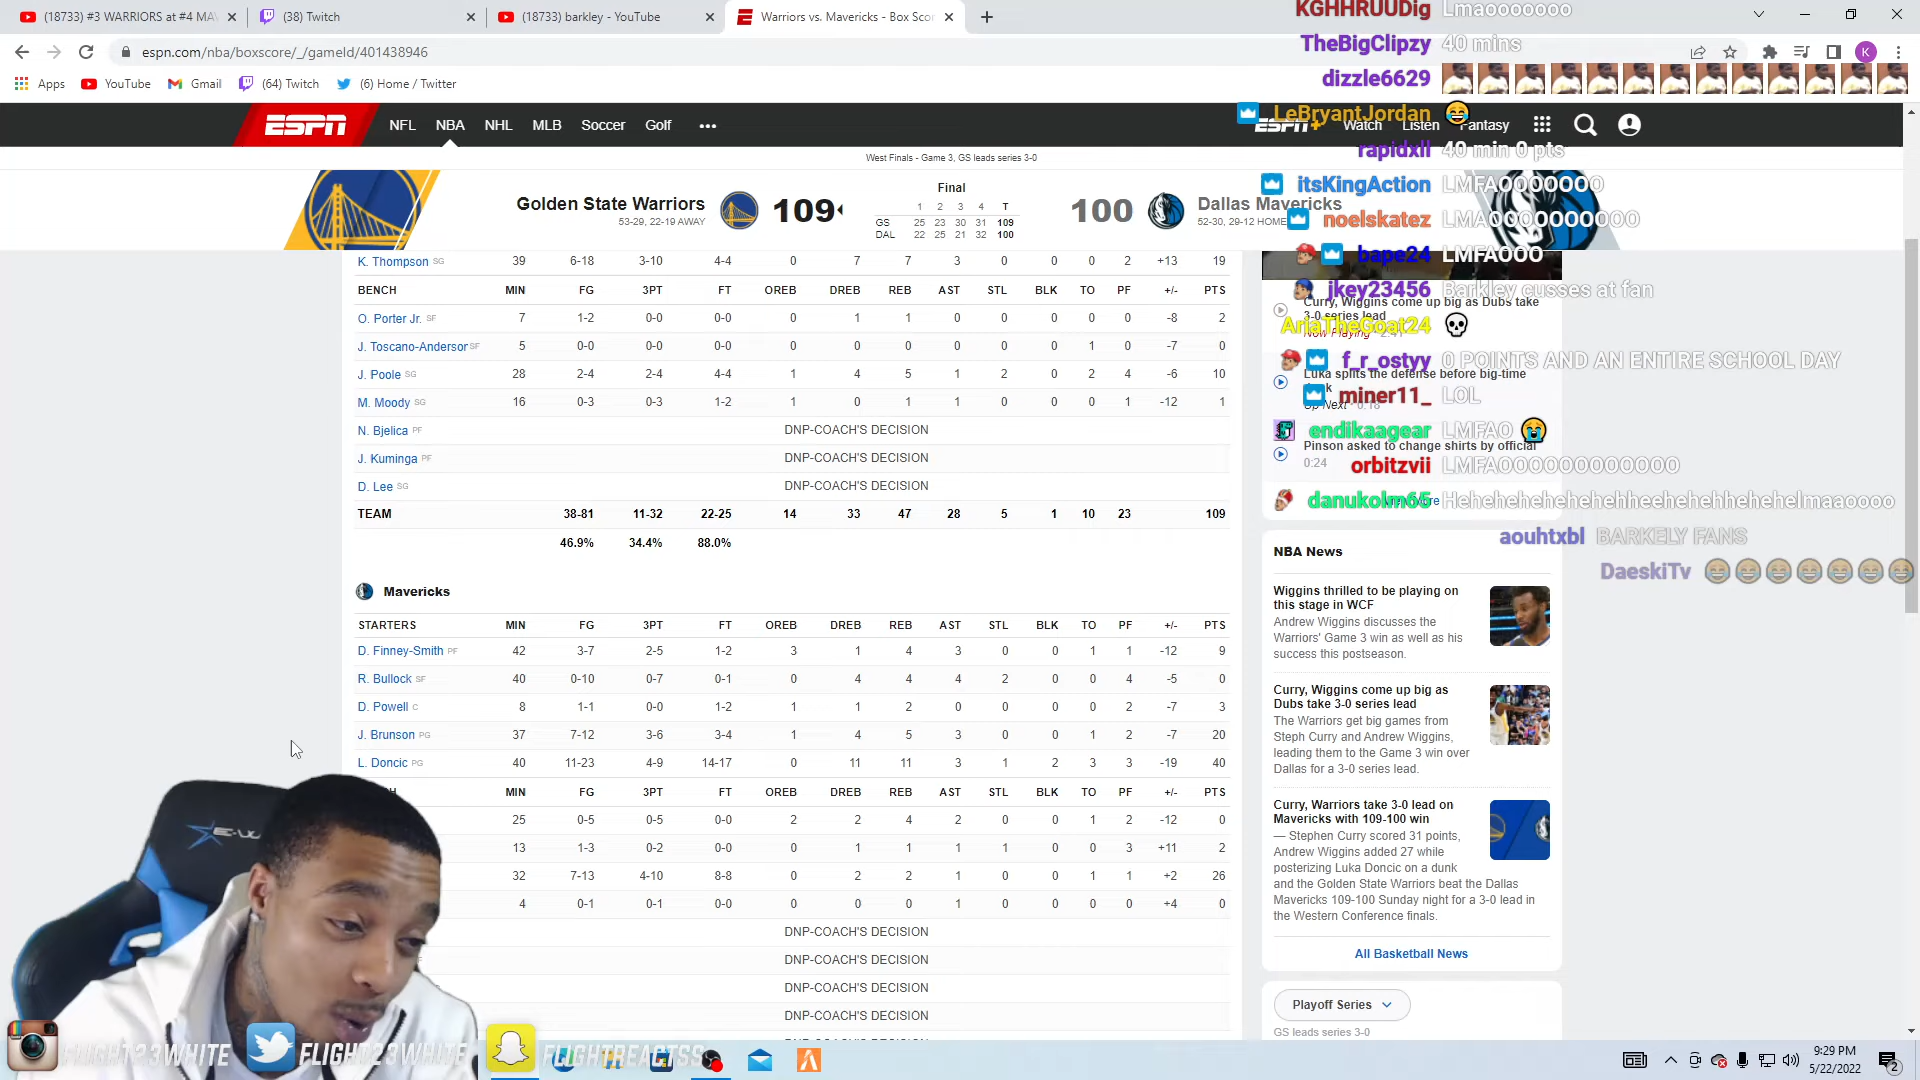 (18733) #3 WARRIORS at #4 MA
(38) Twitch
(18733) barkley - YouTube
Warriors vs. Mavericks - Box Scor
espn.com/nba/boxscore/_/gameId/401438946
K
Apps YouTube Gmail (64) Twitch (6) Home / Twitter
KGHHRUUDig Lmaooooooo
TheBigClipzy 40 mins
dizzle6629
LeBryantJordan 😂
rapidxll 40 min 0 pts
itsKingAction LMFAOOOOOOO
noelskatez LMAOOOOOOOOOO
bape24 LMFAOOO
jkey23456 Barkley cusses at fan
AriaTheGoat24 💀
f_r_ostyy 0 POINTS AND AN ENTIRE SCHOOL DAY
miner11_ LOL
endikaagear LMFAO 😭
orbitzvii LMFAOOOOOOOOOOOO
danukolm65 Hehehehehehehheehehehhehehelmaaoooo
aouhtxbl BARKELY FANS
DaeskiTv 😂😂😂😂😂😂😂
ESPN NFL NBA NHL MLB Soccer Golf ••• ESPN+ Watch Listen Fantasy
West Finals - Game 3, GS leads series 3-0
Golden State Warriors 109 Final 100 Dallas Mavericks
53-29, 22-19 AWAY 52-30, 29-12 HOME
1 2 3 4 T
GS 25 23 30 31 109
DAL 22 25 21 32 100
K. Thompson SG 39 6-18 3-10 4-4 0 7 7 3 0 0 0 2 +13 19
BENCH MIN FG 3PT FT OREB DREB REB AST STL BLK TO PF +/- PTS
O. Porter Jr. SF 7 1-2 0-0 0-0 0 1 1 0 0 0 0 0 -8 2
J. Toscano-Anderson SF 5 0-0 0-0 0-0 0 0 0 0 0 0 1 0 -7 0
J. Poole SG 28 2-4 2-4 4-4 1 4 5 1 2 0 2 4 -6 10
M. Moody SG 16 0-3 0-3 1-2 1 0 1 1 0 0 0 1 -12 1
N. Bjelica PF DNP-COACH'S DECISION
J. Kuminga PF DNP-COACH'S DECISION
D. Lee SG DNP-COACH'S DECISION
TEAM 38-81 11-32 22-25 14 33 47 28 5 1 10 23 109
46.9% 34.4% 88.0%
Mavericks
STARTERS MIN FG 3PT FT OREB DREB REB AST STL BLK TO PF +/- PTS
D. Finney-Smith PF 42 3-7 2-5 1-2 3 1 4 3 0 0 1 1 -12 9
R. Bullock SF 40 0-10 0-7 0-1 0 4 4 4 2 0 0 4 -5 0
D. Powell C 8 1-1 0-0 1-2 1 1 2 0 0 0 0 2 -7 3
J. Brunson PG 37 7-12 3-6 3-4 1 4 5 3 0 0 1 2 -7 20
L. Doncic PG 40 11-23 4-9 14-17 0 11 11 3 1 2 3 3 -19 40
MIN FG 3PT FT OREB DREB REB AST STL BLK TO PF +/- PTS
25 0-5 0-5 0-0 2 2 4 2 0 0 1 2 -12 0
13 1-3 0-2 0-0 0 1 1 1 1 0 0 3 +11 2
32 7-13 4-10 8-8 0 2 2 1 0 0 1 1 +2 26
4 0-1 0-1 0-0 0 0 0 1 0 0 0 0 +4 0
DNP-COACH'S DECISION
DNP-COACH'S DECISION
DNP-COACH'S DECISION
DNP-COACH'S DECISION
Curry, Wiggins come up big as Dubs take
3-0 series lead
Now Playing
Luka splits the defense before big-time
Up Next • 0:18
Pinson asked to change shirts by official
0:24
NBA News
Wiggins thrilled to be playing on
this stage in WCF
Andrew Wiggins discusses the
Warriors' Game 3 win as well as his
success this postseason.
Curry, Wiggins come up big as
Dubs take 3-0 series lead
The Warriors get big games from
Steph Curry and Andrew Wiggins,
leading them to the Game 3 win over
Dallas for a 3-0 series lead.
Curry, Warriors take 3-0 lead on
Mavericks with 109-100 win
— Stephen Curry scored 31 points,
Andrew Wiggins added 27 while
posterizing Luka Doncic on a dunk
and the Golden State Warriors beat the Dallas
Mavericks 109-100 Sunday night for a 3-0 lead in
the Western Conference finals.
All Basketball News
Playoff Series
GS leads series 3-0
FLIGHT23WHITE FLIGHT23WHITE FLIGHTREACTSS
9:29 PM
5/22/2022
2